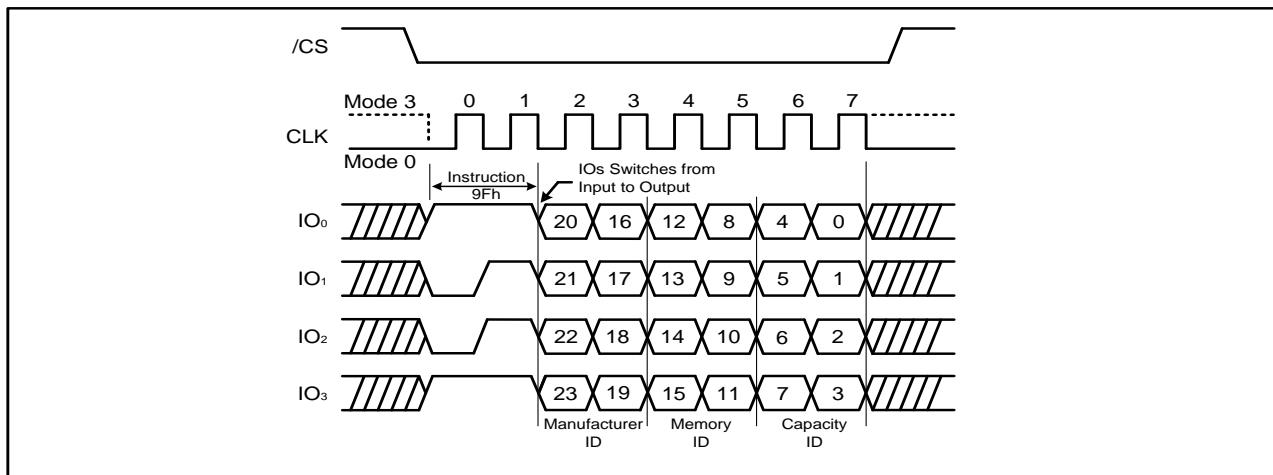 /CS
Mode 3 0 1 2 3 4 5 6 7
CLK
Mode 0
Instruction
9Fh
IOs Switches from
Input to Output
IO₀ 20 16 12 8 4 0
IO₁ 21 17 13 9 5 1
IO₂ 22 18 14 10 6 2
IO₃ 23 19 15 11 7 3
Manufacturer Memory Capacity
ID ID ID